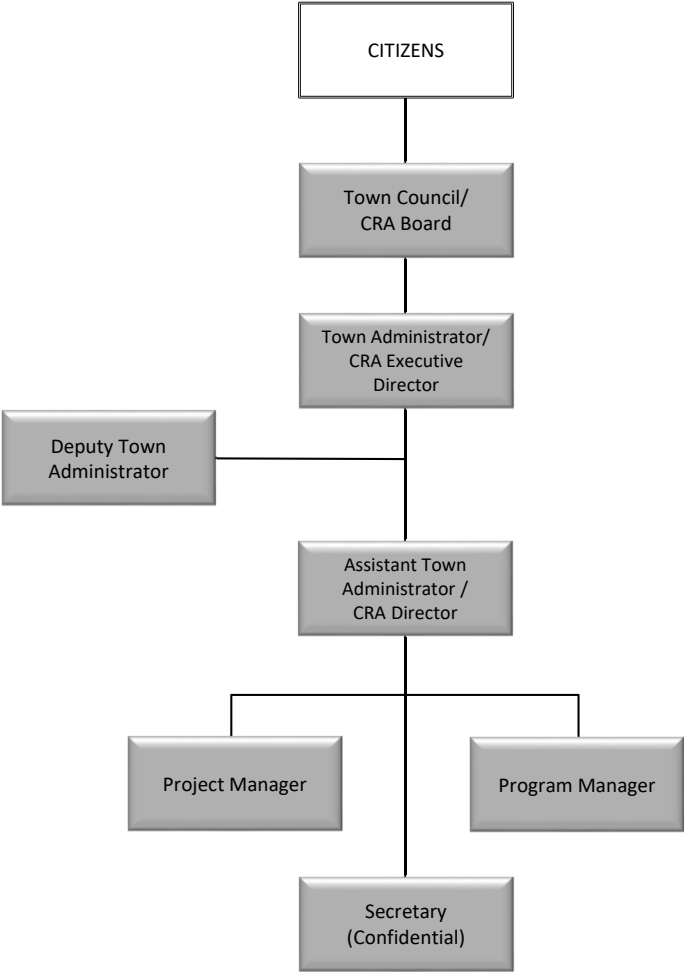 CITIZENS
Town Council/
CRA Board
Town Administrator/
CRA Executive
Director
Deputy Town
Administrator
Assistant Town
Administrator /
CRA Director
Project Manager
Program Manager
Secretary
(Confidential)